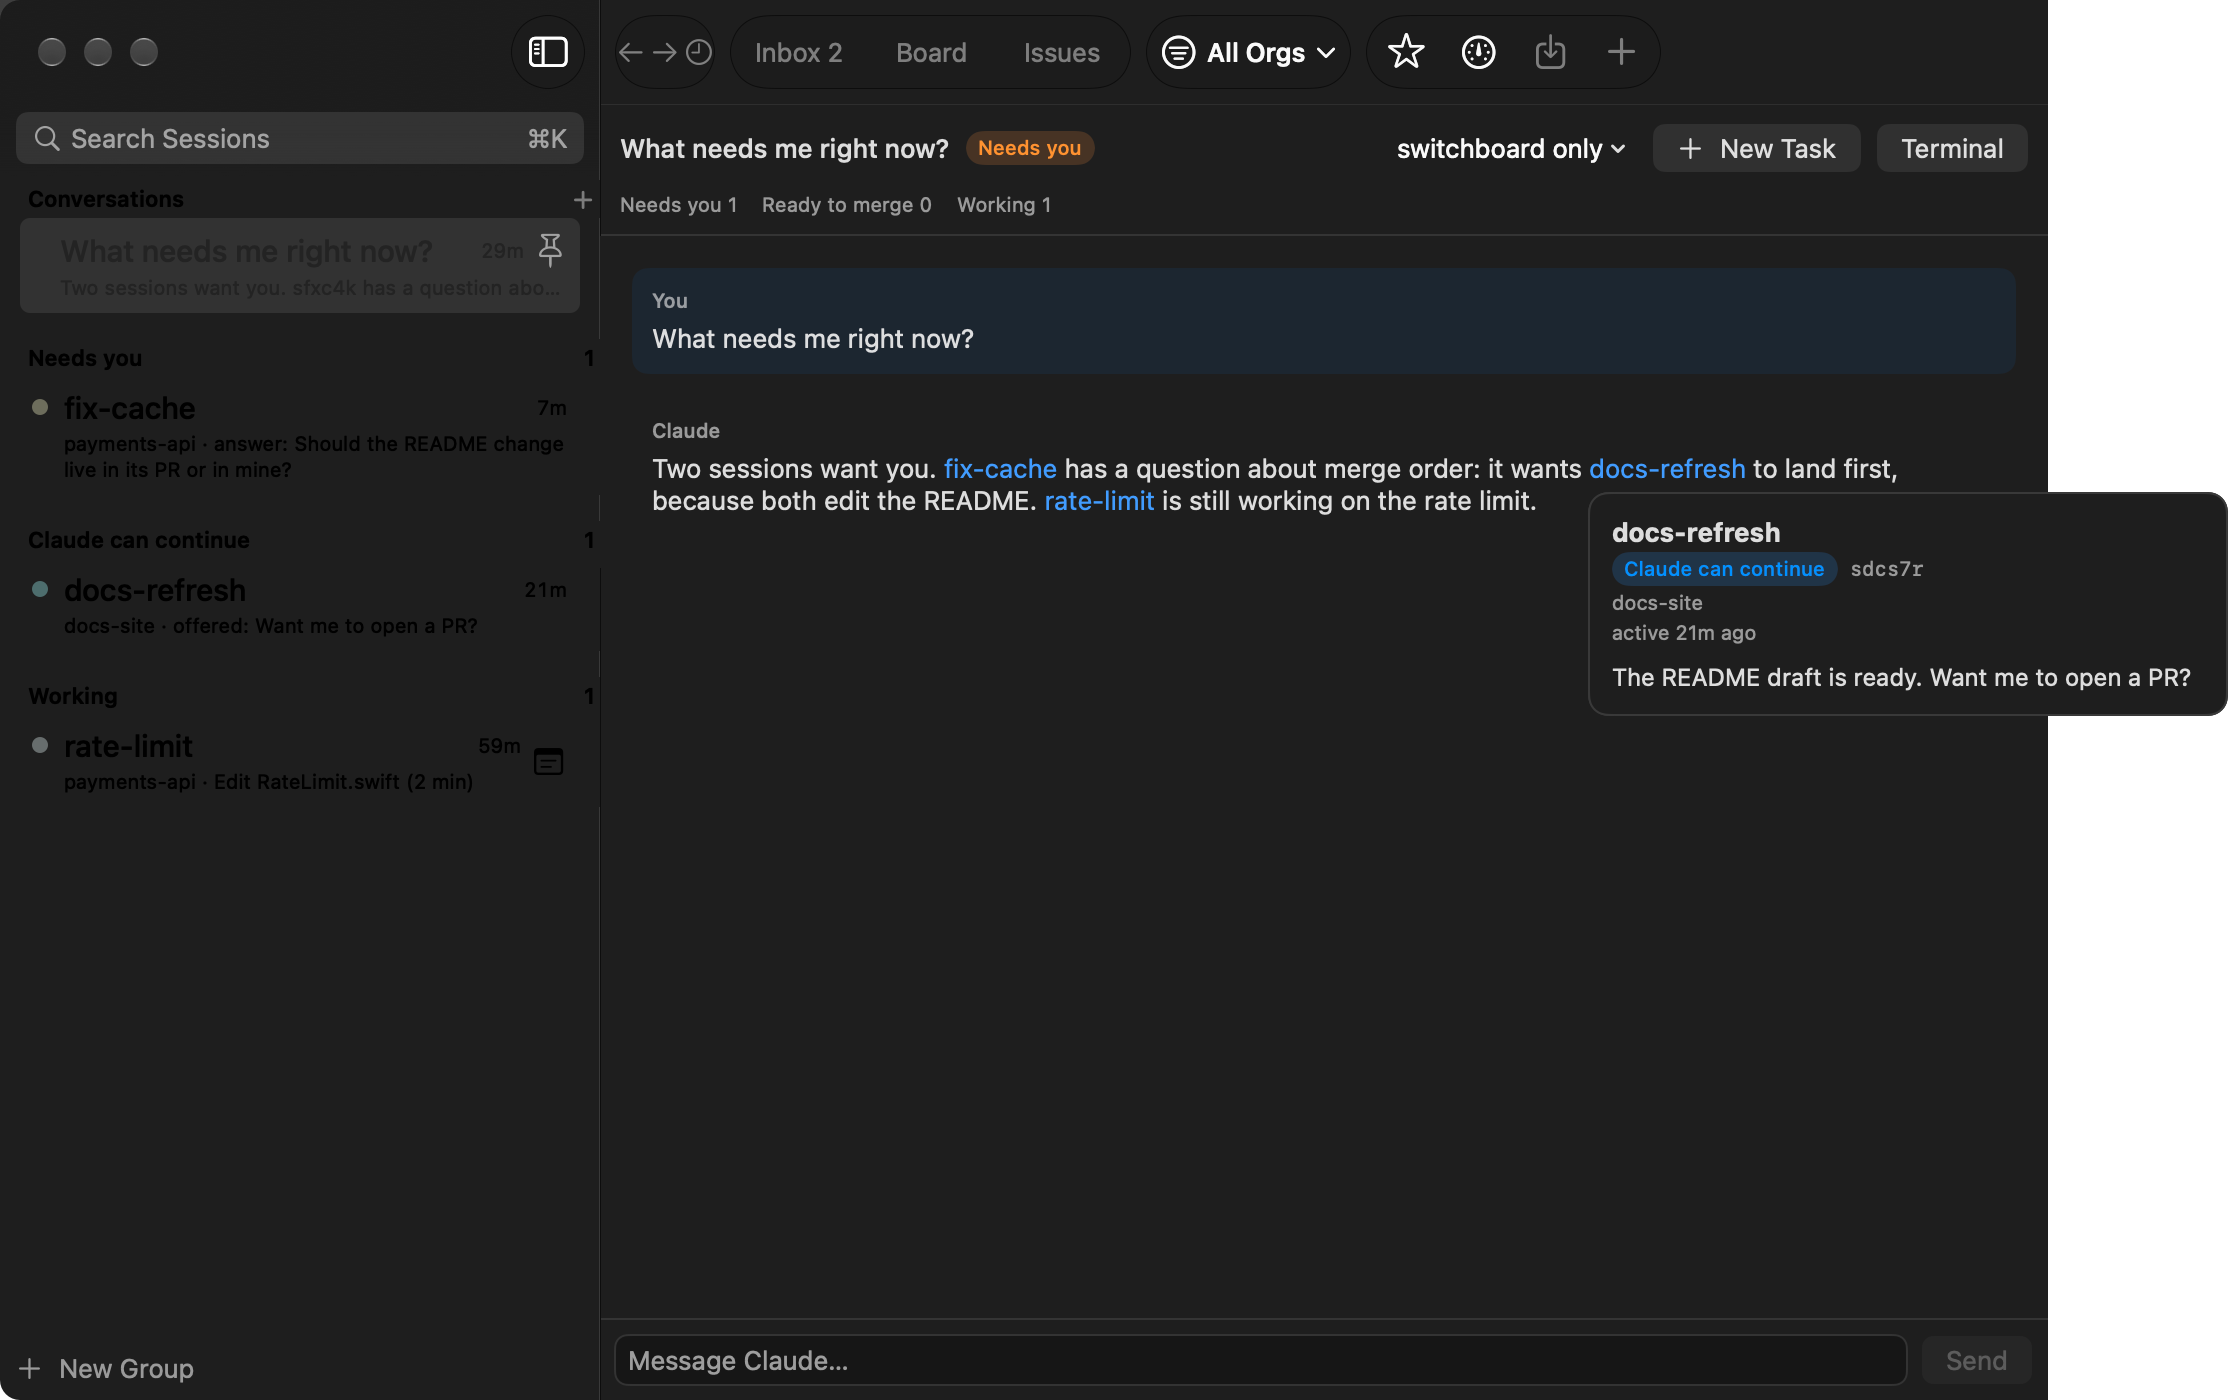 Inbox 2 Board Issues All Orgs
Search Sessions ⌘K
Conversations
What needs me right now? 29m
Two sessions want you. sfxc4k has a question abo...
Needs you 1
fix-cache 7m
payments-api · answer: Should the README change
live in its PR or in mine?
Claude can continue 1
docs-refresh 21m
docs-site · offered: Want me to open a PR?
Working 1
rate-limit 59m
payments-api · Edit RateLimit.swift (2 min)
New Group
What needs me right now? Needs you switchboard only New Task Terminal
Needs you 1 Ready to merge 0 Working 1
You
What needs me right now?
Claude
Two sessions want you. fix-cache has a question about merge order: it wants docs-refresh to land first,
because both edit the README. rate-limit is still working on the rate limit.
docs-refresh
Claude can continue sdcs7r
docs-site
active 21m ago
The README draft is ready. Want me to open a PR?
Message Claude... Send